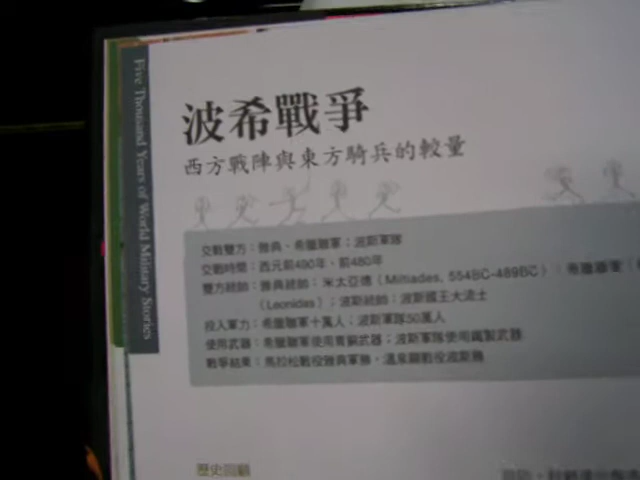 Five Thousand Years of World Military Stories
波希戰爭
西方戰陣與東方騎兵的較量
交戰雙方：雅典、希臘聯軍；波斯軍隊
交戰時間：西元前490年、前480年
雙方統帥：雅典統帥：米太亞德（Miltiades, 554BC-489BC）；希臘聯軍
（Leonidas）；波斯統帥：波斯國王大流士
投入軍力：希臘聯軍十萬人；波斯軍隊50萬人
使用武器：希臘聯軍使用青銅武器；波斯軍隊使用鐵製武器
戰爭結果：馬拉松戰役雅典軍勝，溫泉關戰役波斯勝
歷史回顧